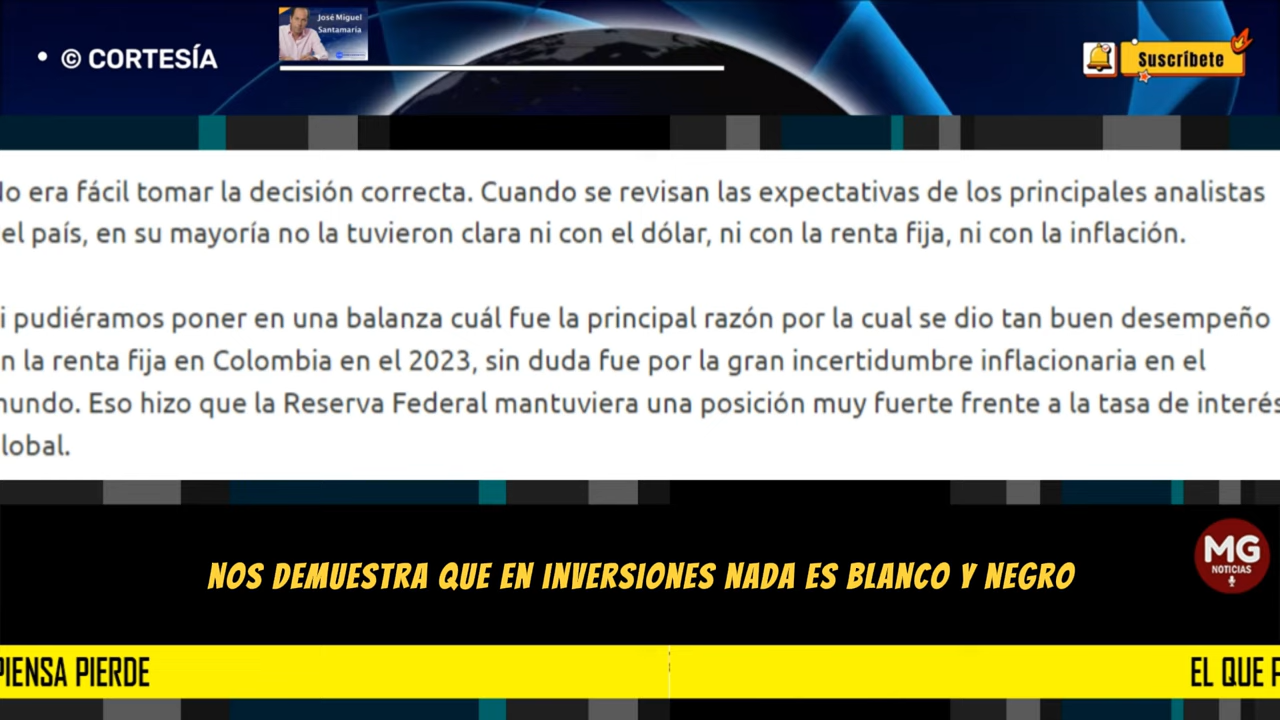 • © CORTESÍA
José Miguel
Santamaría
Suscríbete
o era fácil tomar la decisión correcta. Cuando se revisan las expectativas de los principales analistas
el país, en su mayoría no la tuvieron clara ni con el dólar, ni con la renta fija, ni con la inflación.
i pudiéramos poner en una balanza cuál fue la principal razón por la cual se dio tan buen desempeño
n la renta fija en Colombia en el 2023, sin duda fue por la gran incertidumbre inflacionaria en el
mundo. Eso hizo que la Reserva Federal mantuviera una posición muy fuerte frente a la tasa de interés
lobal.
NOS DEMUESTRA QUE EN INVERSIONES NADA ES BLANCO Y NEGRO
MG
NOTICIAS
PIENSA PIERDE
EL QUE P